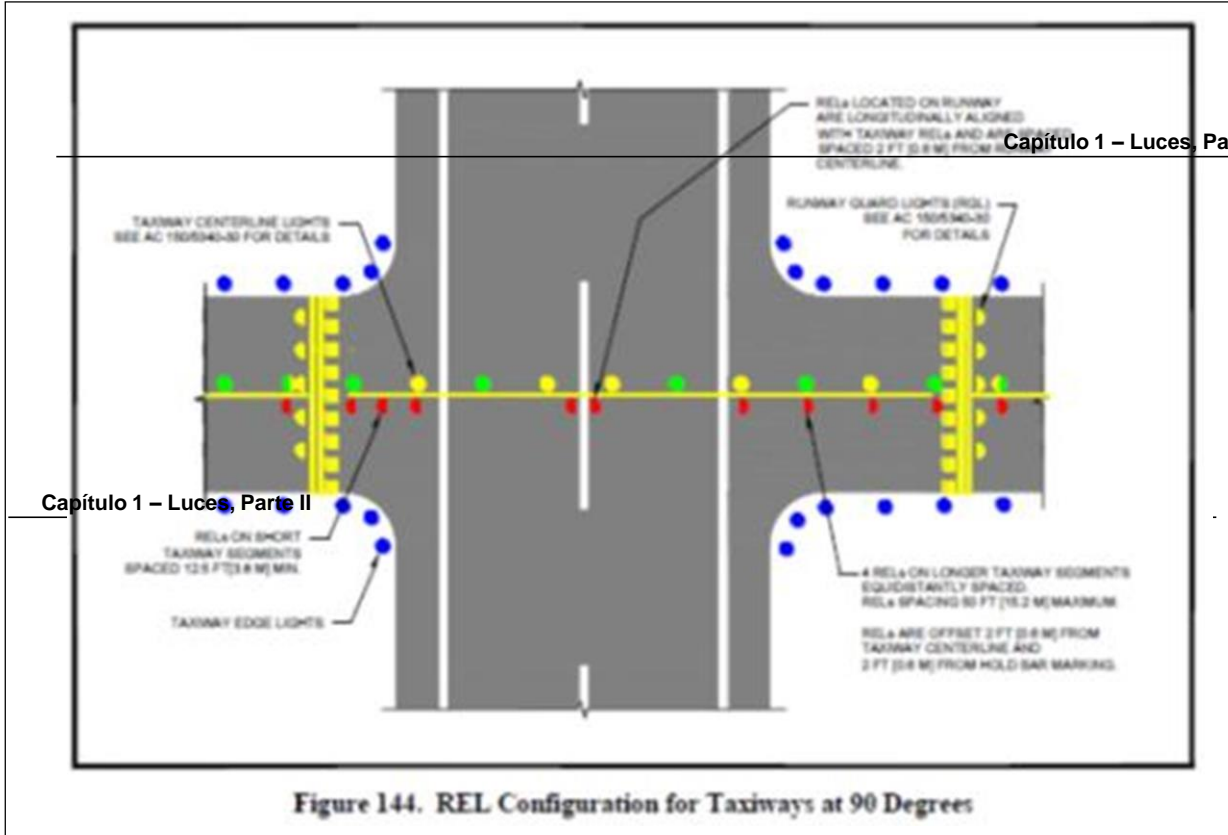 RELs LOCATED ON RUNWAY
ARE LONGITUDINALLY ALIGNED
WITH TAXIWAY RELs AND ARE SPACED
SPACED 2 FT [0.6 M] FROM
CENTERLINE.
Capítulo 1 – Luces, Pa
TAXIWAY CENTERLINE LIGHTS
SEE AC 150/5340-30 FOR DETAILS
RUNWAY GUARD LIGHTS (RGL)
SEE AC 150/5340-30
FOR DETAILS
Capítulo 1 – Luces, Parte II
RELs ON SHORT
TAXIWAY SEGMENTS
SPACED 12.5 FT[3.8 M] MIN.
TAXIWAY EDGE LIGHTS
4 RELs ON LONGER TAXIWAY SEGMENTS
EQUIDISTANTLY SPACED.
RELs SPACING 50 FT [15.2 M] MAXIMUM.
RELs ARE OFFSET 2 FT [0.6 M] FROM
TAXIWAY CENTERLINE AND
2 FT [0.6 M] FROM HOLD BAR MARKING.
Figure 144. REL Configuration for Taxiways at 90 Degrees